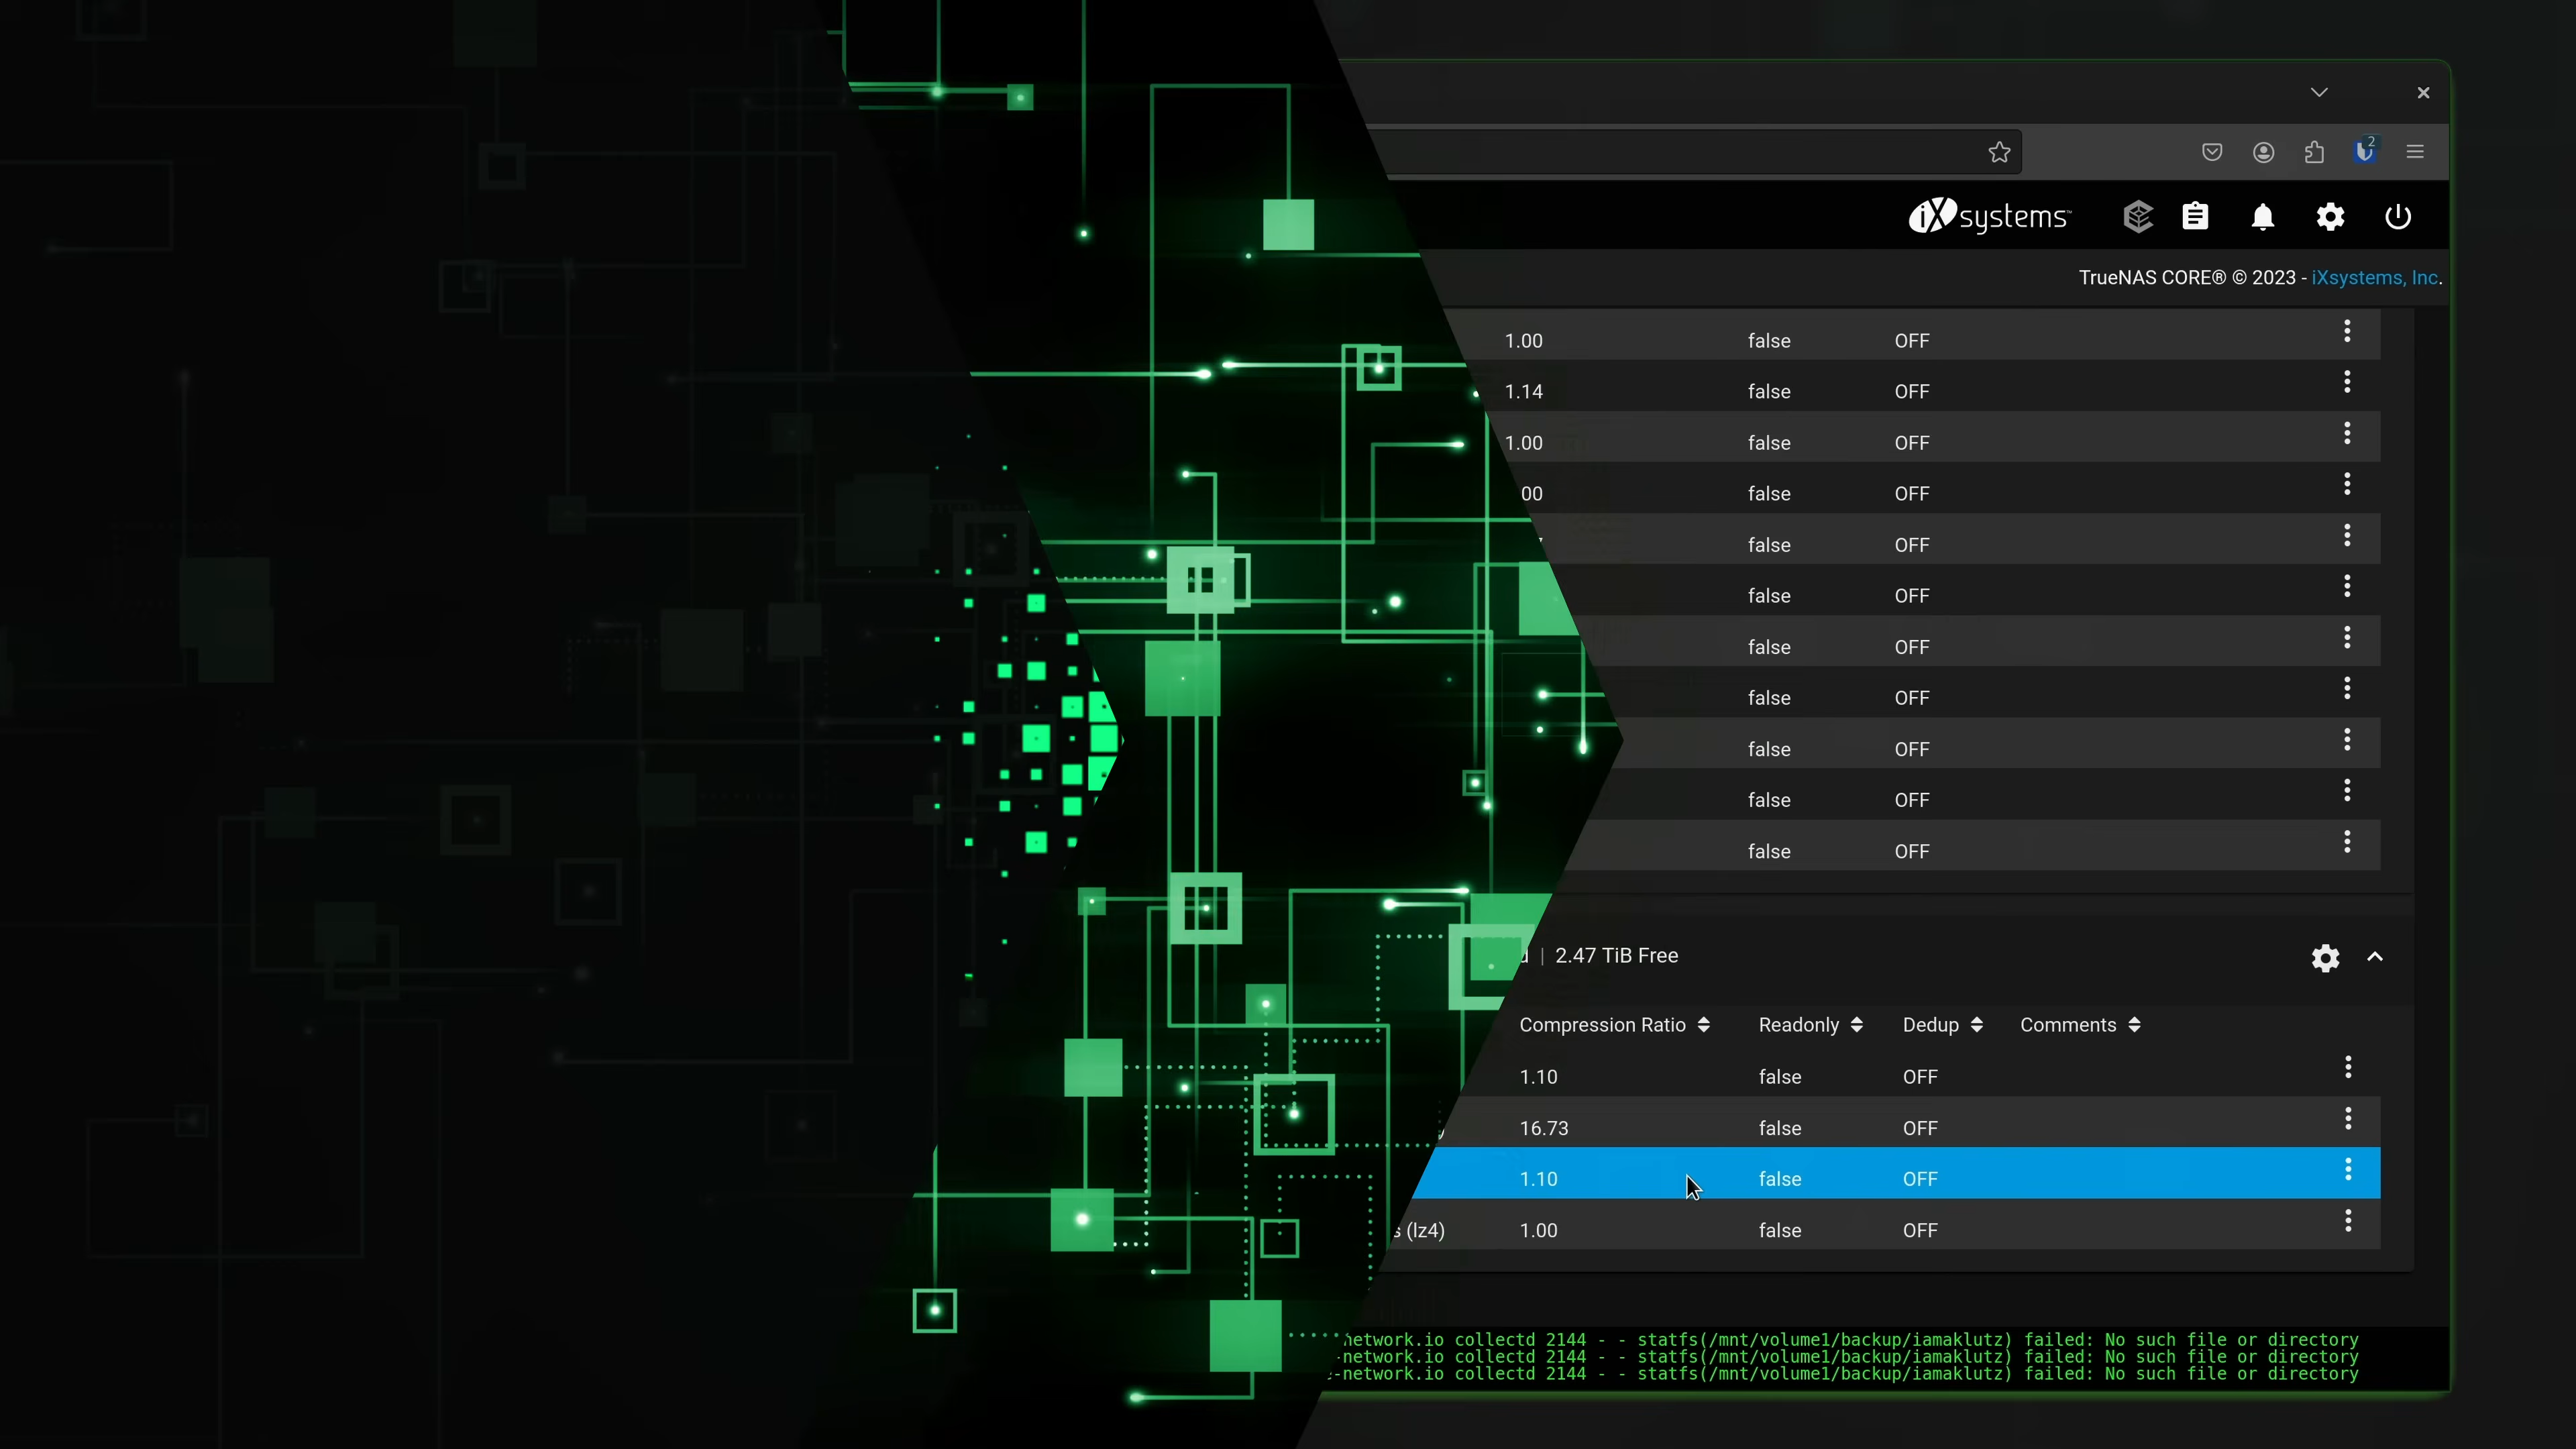 2
iXsystems™
TrueNAS CORE® © 2023 - iXsystems, Inc.
1.00 false OFF
1.14 false OFF
1.00 false OFF
00 false OFF
false OFF
false OFF
false OFF
false OFF
false OFF
false OFF
false OFF
| 2.47 TiB Free
Compression Ratio Readonly Dedup Comments
1.10 false OFF
16.73 false OFF
1.10 false OFF
(lz4) 1.00 false OFF
network.io collectd 2144 - - statfs(/mnt/volume1/backup/iamaklutz) failed: No such file or directory
-network.io collectd 2144 - - statfs(/mnt/volume1/backup/iamaklutz) failed: No such file or directory
-network.io collectd 2144 - - statfs(/mnt/volume1/backup/iamaklutz) failed: No such file or directory